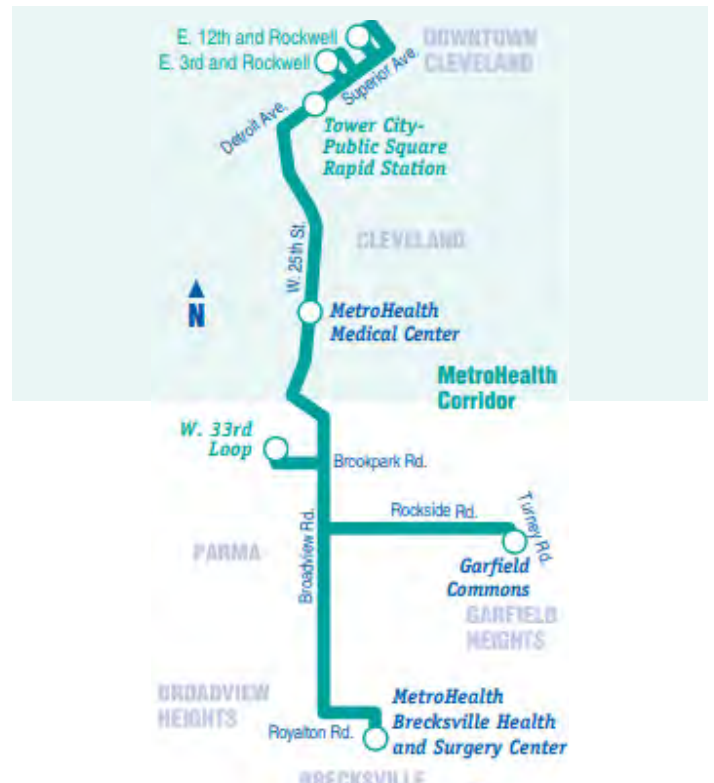 E. 12th and Rockwell
DOWNTOWN
CLEVELAND
E. 3rd and Rockwell
Superior Ave.
Detroit Ave.
Tower City-
Public Square
Rapid Station
W. 25th St.
CLEVELAND
N
MetroHealth
Medical Center
MetroHealth
Corridor
W. 33rd
Loop
Brookpark Rd.
Rockside Rd.
Turney Rd.
Broadview Rd.
PARMA
Garfield
Commons
GARFIELD
HEIGHTS
BROADVIEW
HEIGHTS
MetroHealth
Brecksville Health
and Surgery Center
Royalton Rd.
BRECKSVILLE